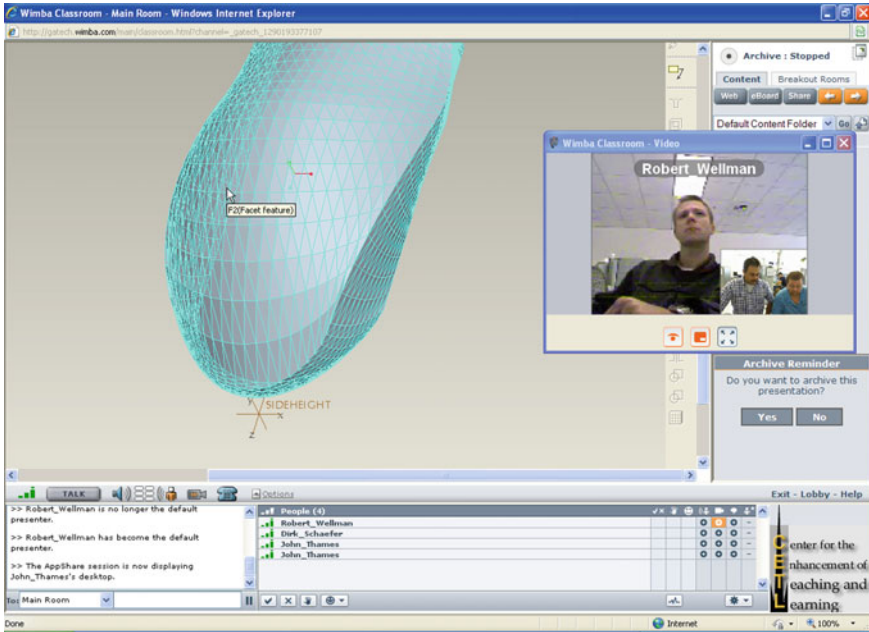 Wimba Classroom - Main Room - Windows Internet Explorer
http://gatech.wimba.com/main/classroom.html?channel=_gatech_1290193377107
Archive : Stopped
Content
Breakout Rooms
Web
eBoard
Share
Default Content Folder
Go
Wimba Classroom - Video
Robert_Wellman
F2(Facet feature)
Y
SIDEHEIGHT
X
Z
Archive Reminder
Do you want to archive this
presentation?
Yes
No
TALK
Options
Exit - Lobby - Help
>> Robert_Wellman is no longer the default
presenter.
>> Robert_Wellman has become the default
presenter.
>> The AppShare session is now displaying
John_Thames's desktop.
People (4)
Robert_Wellman
Dirk_Schaefer
John_Thames
John_Thames
To: Main Room
Center for the
Enhancement of
Teaching and
Learning
Done
Internet
100%